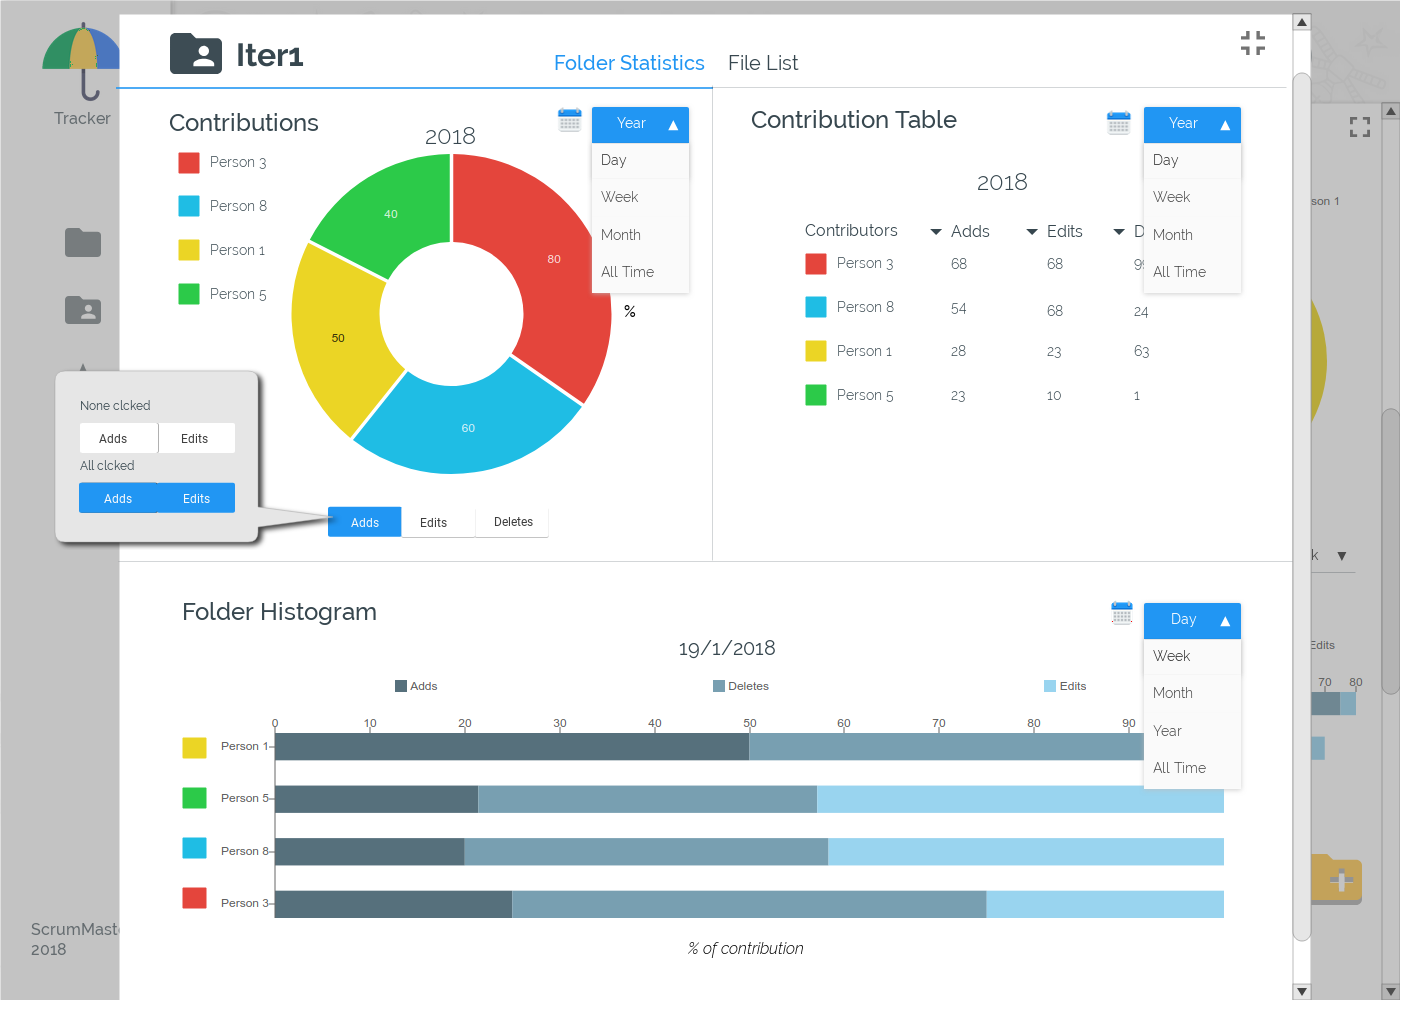 Iter1
Folder Statistics
File List
Tracker
Contributions
2018
Year ▲
Day
Week
Month
All Time
Person 3
Person 8
Person 1
Person 5
40
80
50
60
%
None clcked
Adds Edits
All clcked
Adds Edits
Adds Edits Deletes
Contribution Table
Year ▲
Day
Week
Month
All Time
2018
Contributors Adds Edits
Person 3 68 68
Person 8 54 68 24
Person 1 28 23 63
Person 5 23 10 1
son 1
k
Edits
70 80
Folder Histogram
Day ▲
Week
Month
Year
All Time
19/1/2018
Adds Deletes Edits
0 10 20 30 40 50 60 70 80 90
Person 1
Person 5
Person 8
Person 3
% of contribution
ScrumMast
2018